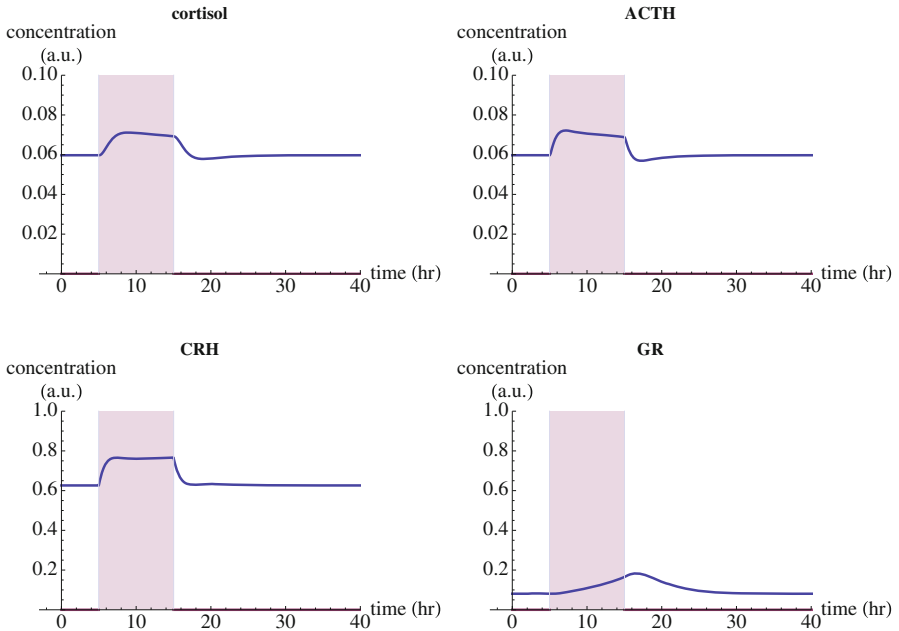 cortisol
concentration
(a.u.)
0.10
0.08
0.06
0.04
0.02
0 10 20 30 40
time (hr)
ACTH
concentration
(a.u.)
0.10
0.08
0.06
0.04
0.02
0 10 20 30 40
time (hr)
CRH
concentration
(a.u.)
1.0
0.8
0.6
0.4
0.2
0 10 20 30 40
time (hr)
GR
concentration
(a.u.)
1.0
0.8
0.6
0.4
0.2
0 10 20 30 40
time (hr)